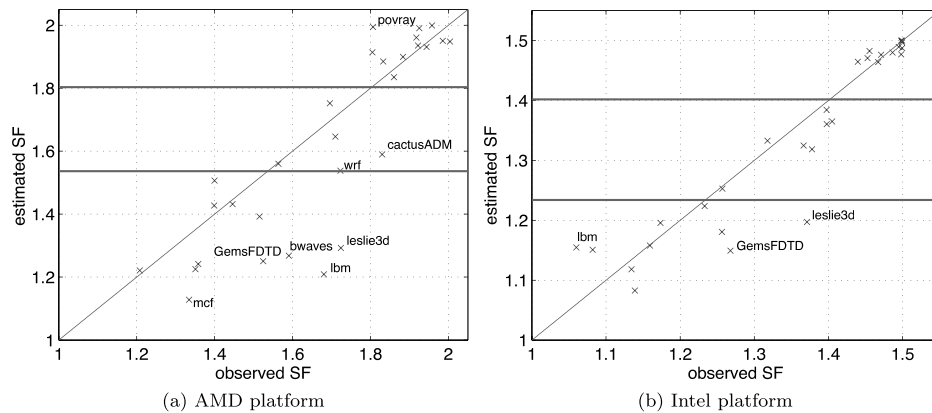 2
1.8
1.6
1.4
1.2
1
estimated SF
povray
cactusADM
wrf
GemsFDTD
bwaves
leslie3d
lbm
mcf
1 1.2 1.4 1.6 1.8 2
observed SF
(a) AMD platform
1.5
1.4
1.3
1.2
1.1
1
estimated SF
lbm
leslie3d
GemsFDTD
1 1.1 1.2 1.3 1.4 1.5
observed SF
(b) Intel platform